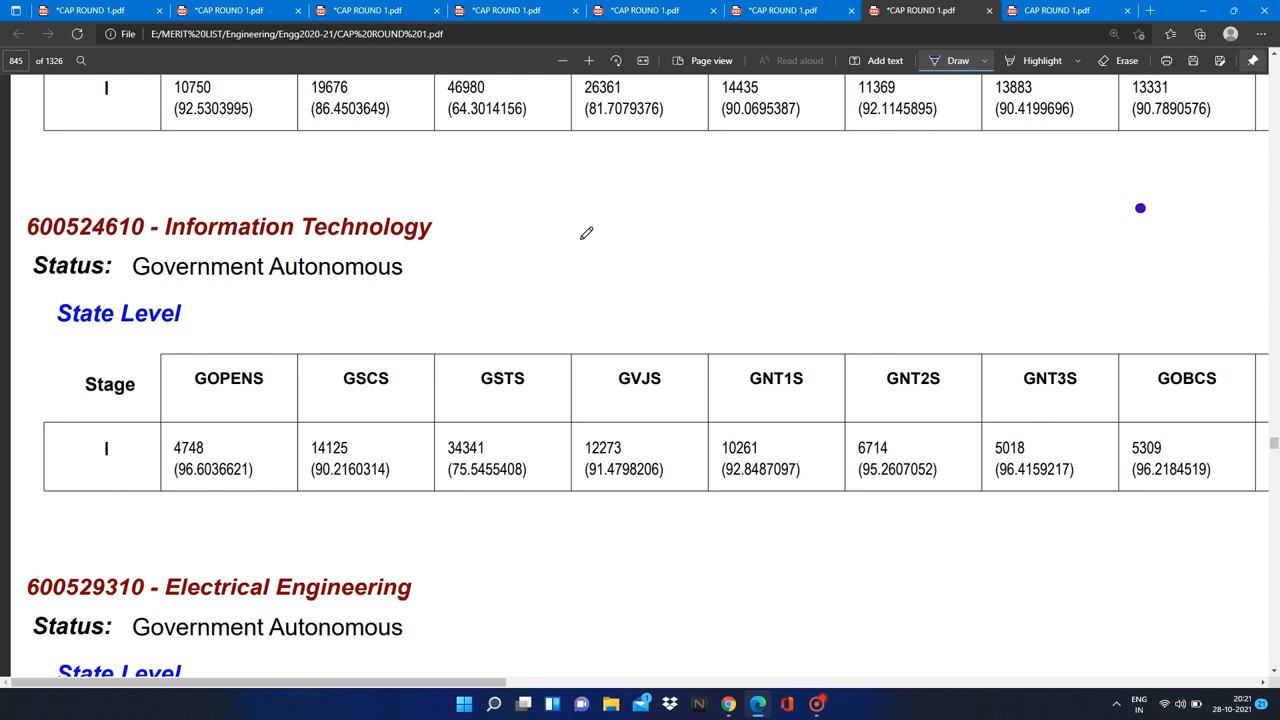 *CAP ROUND 1.pdf *CAP ROUND 1.pdf *CAP ROUND 1.pdf *CAP ROUND 1.pdf *CAP ROUND 1.pdf *CAP ROUND 1.pdf *CAP ROUND 1.pdf CAP ROUND 1.pdf
File E:/MERIT%20LIST/Engineering/Engg2020-21/CAP%20ROUND%201.pdf
845 of 1326 Page view Read aloud Add text Draw Highlight Erase
I 10750 19676 46980 26361 14435 11369 13883 13331
(92.5303995) (86.4503649) (64.3014156) (81.7079376) (90.0695387) (92.1145895) (90.4199696) (90.7890576)
600524610 - Information Technology
Status: Government Autonomous
State Level
Stage GOPENS GSCS GSTS GVJS GNT1S GNT2S GNT3S GOBCS
I 4748 14125 34341 12273 10261 6714 5018 5309
(96.6036621) (90.2160314) (75.5455408) (91.4798206) (92.8487097) (95.2607052) (96.4159217) (96.2184519)
600529310 - Electrical Engineering
Status: Government Autonomous
State Level
ENG 20:21
IN 28-10-2021 21